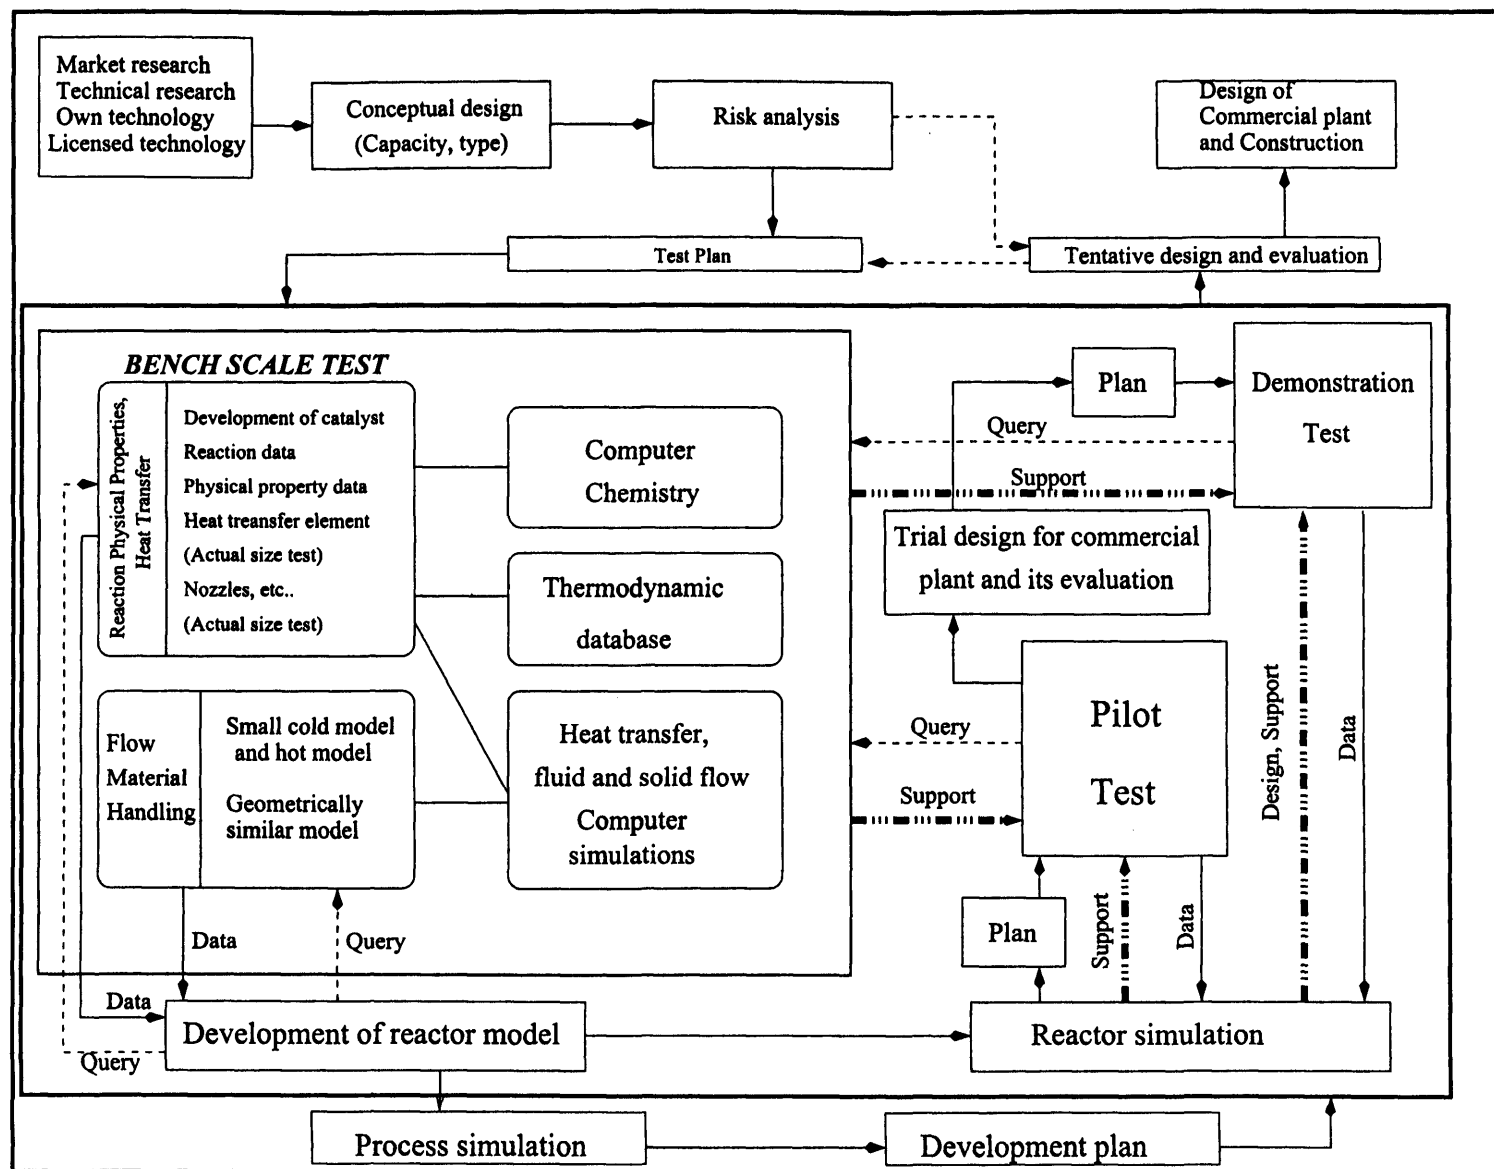 Market research
Technical research
Own technology
Licensed technology
Conceptual design
(Capacity, type)
Risk analysis
Design of
Commercial plant
and Construction
Test Plan
Tentative design and evaluation
BENCH SCALE TEST
Reaction Physical Properties,
Heat Transfer
Development of catalyst
Reaction data
Physical property data
Heat treansfer element
(Actual size test)
Nozzles, etc..
(Actual size test)
Computer
Chemistry
Thermodynamic
database
Flow
Material
Handling
Small cold model
and hot model
Geometrically
similar model
Heat transfer,
fluid and solid flow
Computer
simulations
Plan
Demonstration
Test
Query
Support
Trial design for commercial
plant and its evaluation
Pilot
Test
Query
Support
Design, Support
Data
Plan
Support
Data
Data
Query
Data
Query
Development of reactor model
Reactor simulation
Process simulation
Development plan